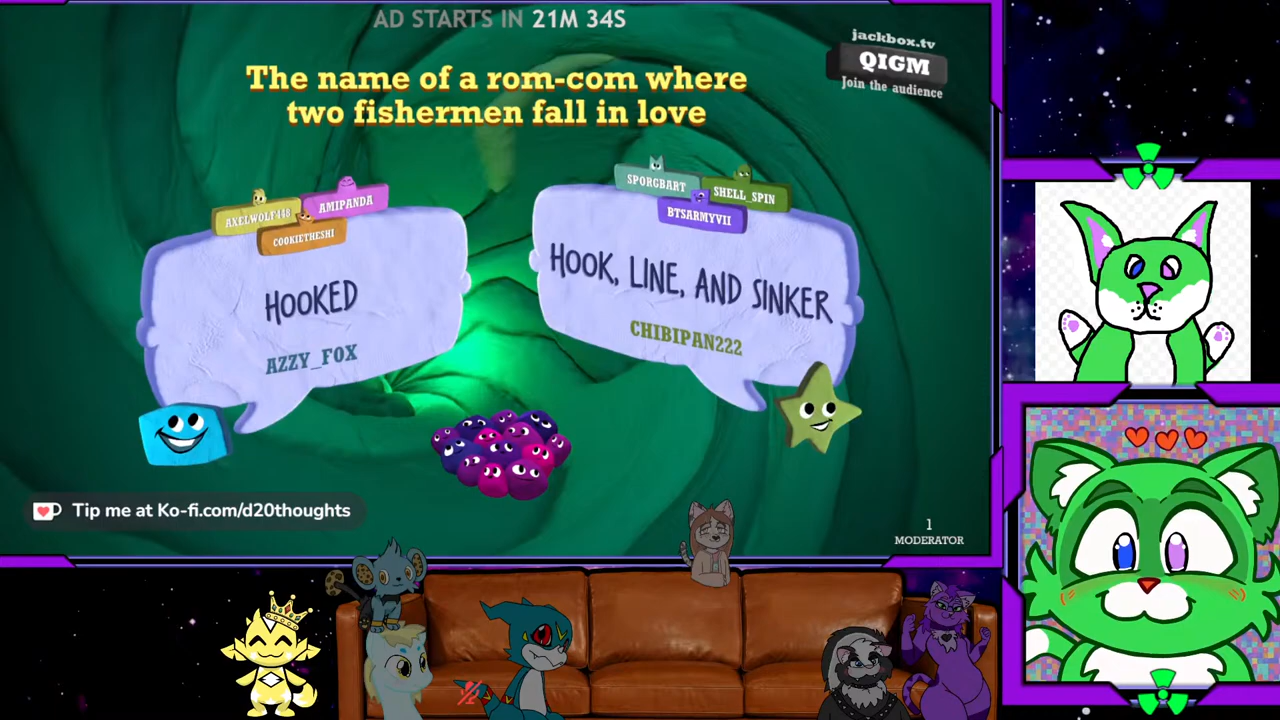 AD STARTS IN 21M 34S
jackbox.tv
QIGM
Join the audience
The name of a rom-com where
two fishermen fall in love
AXELWOLF448
AMIPANDA
COOKIETHESHI
HOOKED
AZZY_FOX
SPORGBART
SHELL_SPIN
BTSARMYVII
HOOK, LINE, AND SINKER
CHIBIPAN222
Tip me at Ko-fi.com/d20thoughts
1
MODERATOR